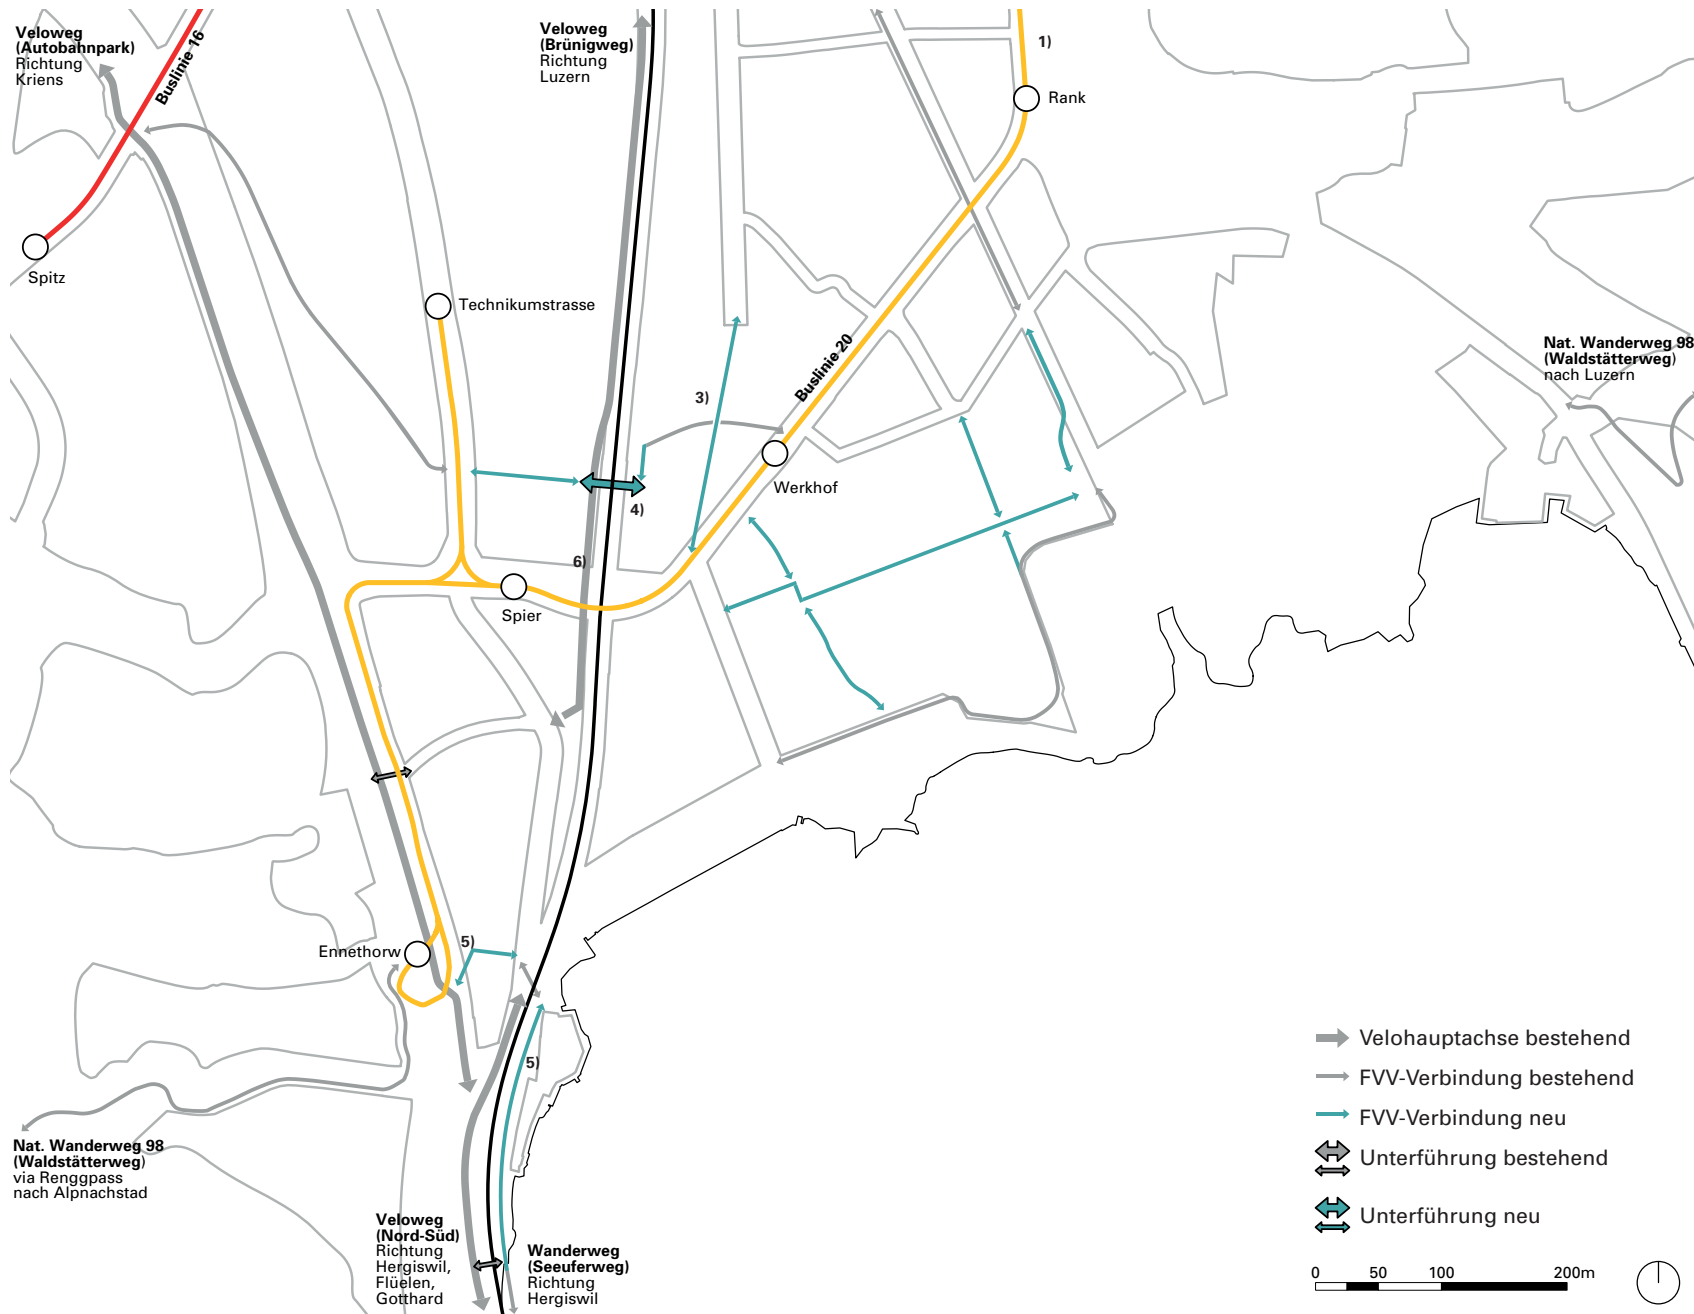 Veloweg
(Autobahnpark)
Richtung
Kriens
Buslinie 16
Veloweg
(Brünigweg)
Richtung
Luzern
1)
Rank
Spitz
Technikumstrasse
Buslinie 20
Nat. Wanderweg 98
(Waldstätterweg)
nach Luzern
3)
Werkhof
4)
6)
Spier
Ennethorw
5)
5)
Nat. Wanderweg 98
(Waldstätterweg)
via Renggpass
nach Alpnachstad
Veloweg
(Nord-Süd)
Richtung
Hergiswil,
Flüelen,
Gotthard
Wanderweg
(Seeuferweg)
Richtung
Hergiswil
Velohauptachse bestehend
FVV-Verbindung bestehend
FVV-Verbindung neu
Unterführung bestehend
Unterführung neu
0 50 100 200m